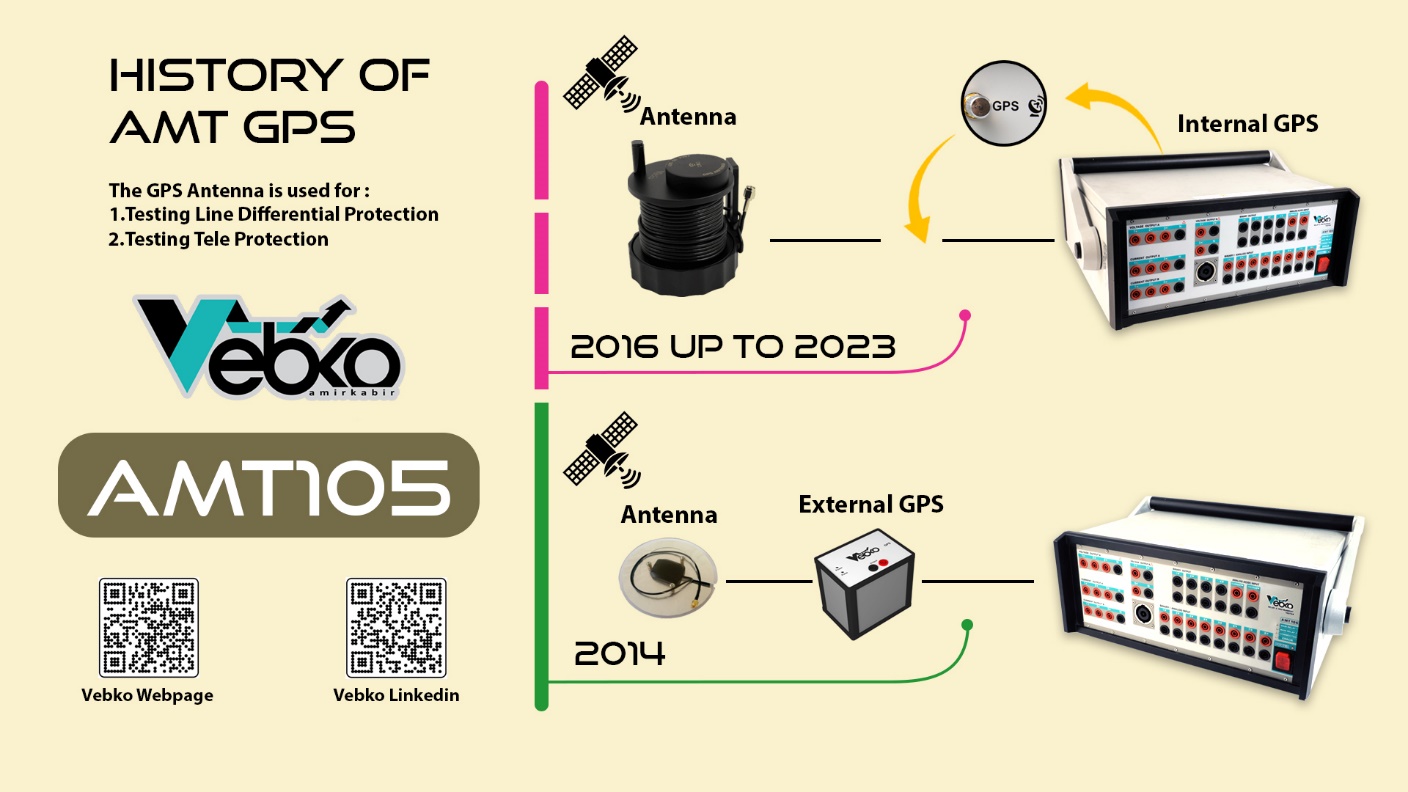 HISTORY OF
AMT GPS
The GPS Antenna is used for :
1.Testing Line Differential Protection
2.Testing Tele Protection
Vebko
amirkabir
AMT105
Vebko Webpage
Vebko Linkedin
Antenna
GPS
Internal GPS
2016 UP TO 2023
Antenna
External GPS
Vebko
2014
Vebko